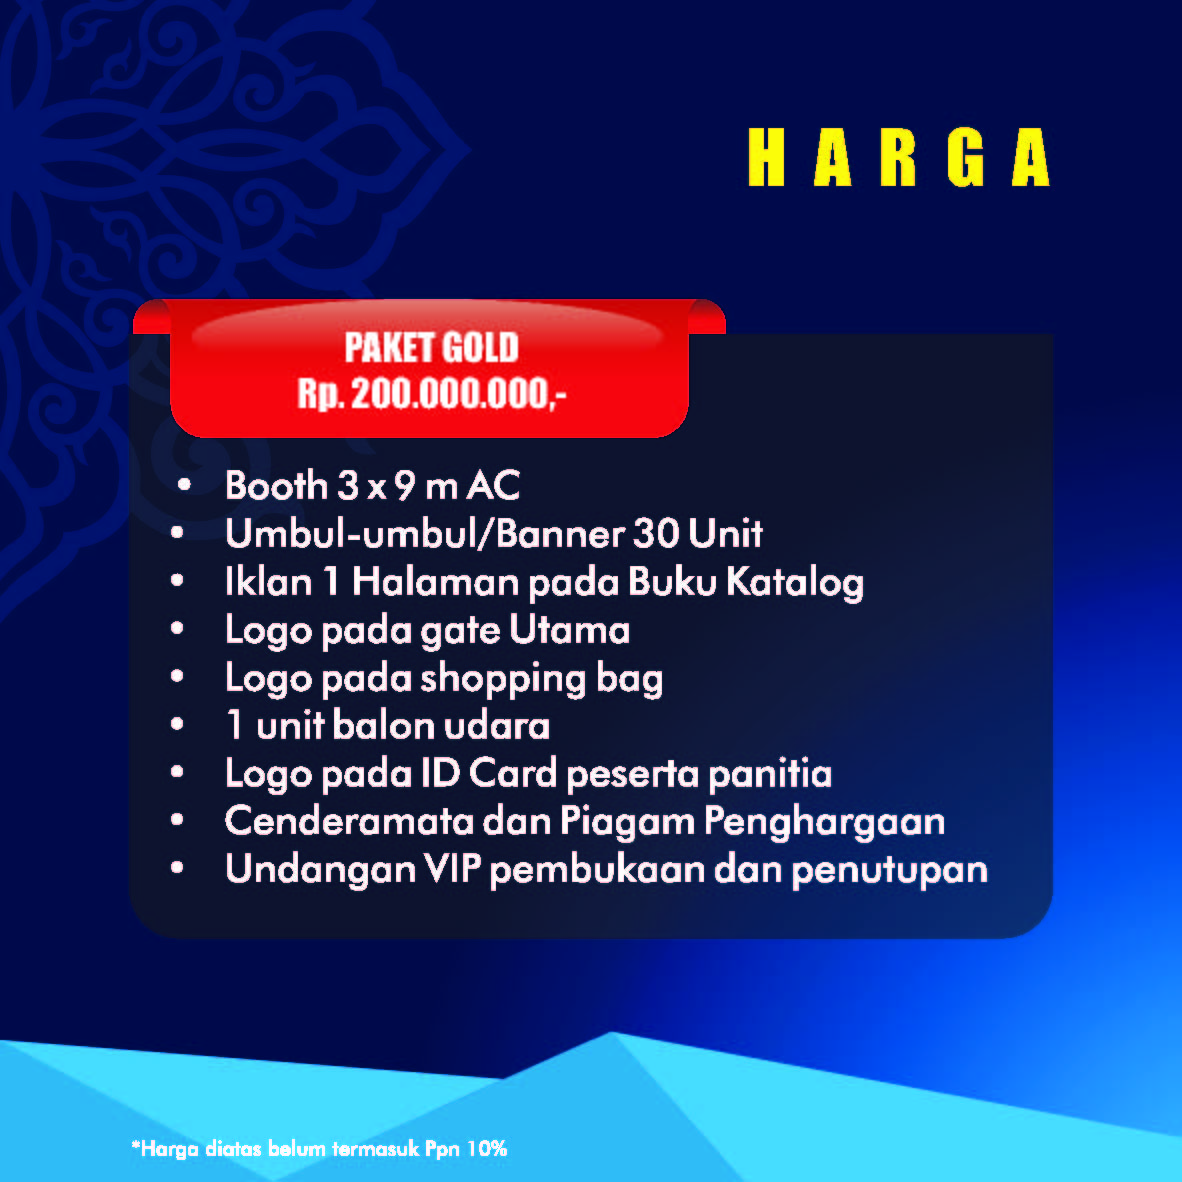 HARGA
PAKET GOLD
Rp. 200.000.000,-
• Booth 3 x 9 m AC
• Umbul-umbul/Banner 30 Unit
• Iklan 1 Halaman pada Buku Katalog
• Logo pada gate Utama
• Logo pada shopping bag
• 1 unit balon udara
• Logo pada ID Card peserta panitia
• Cenderamata dan Piagam Penghargaan
• Undangan VIP pembukaan dan penutupan
*Harga diatas belum termasuk Ppn 10%